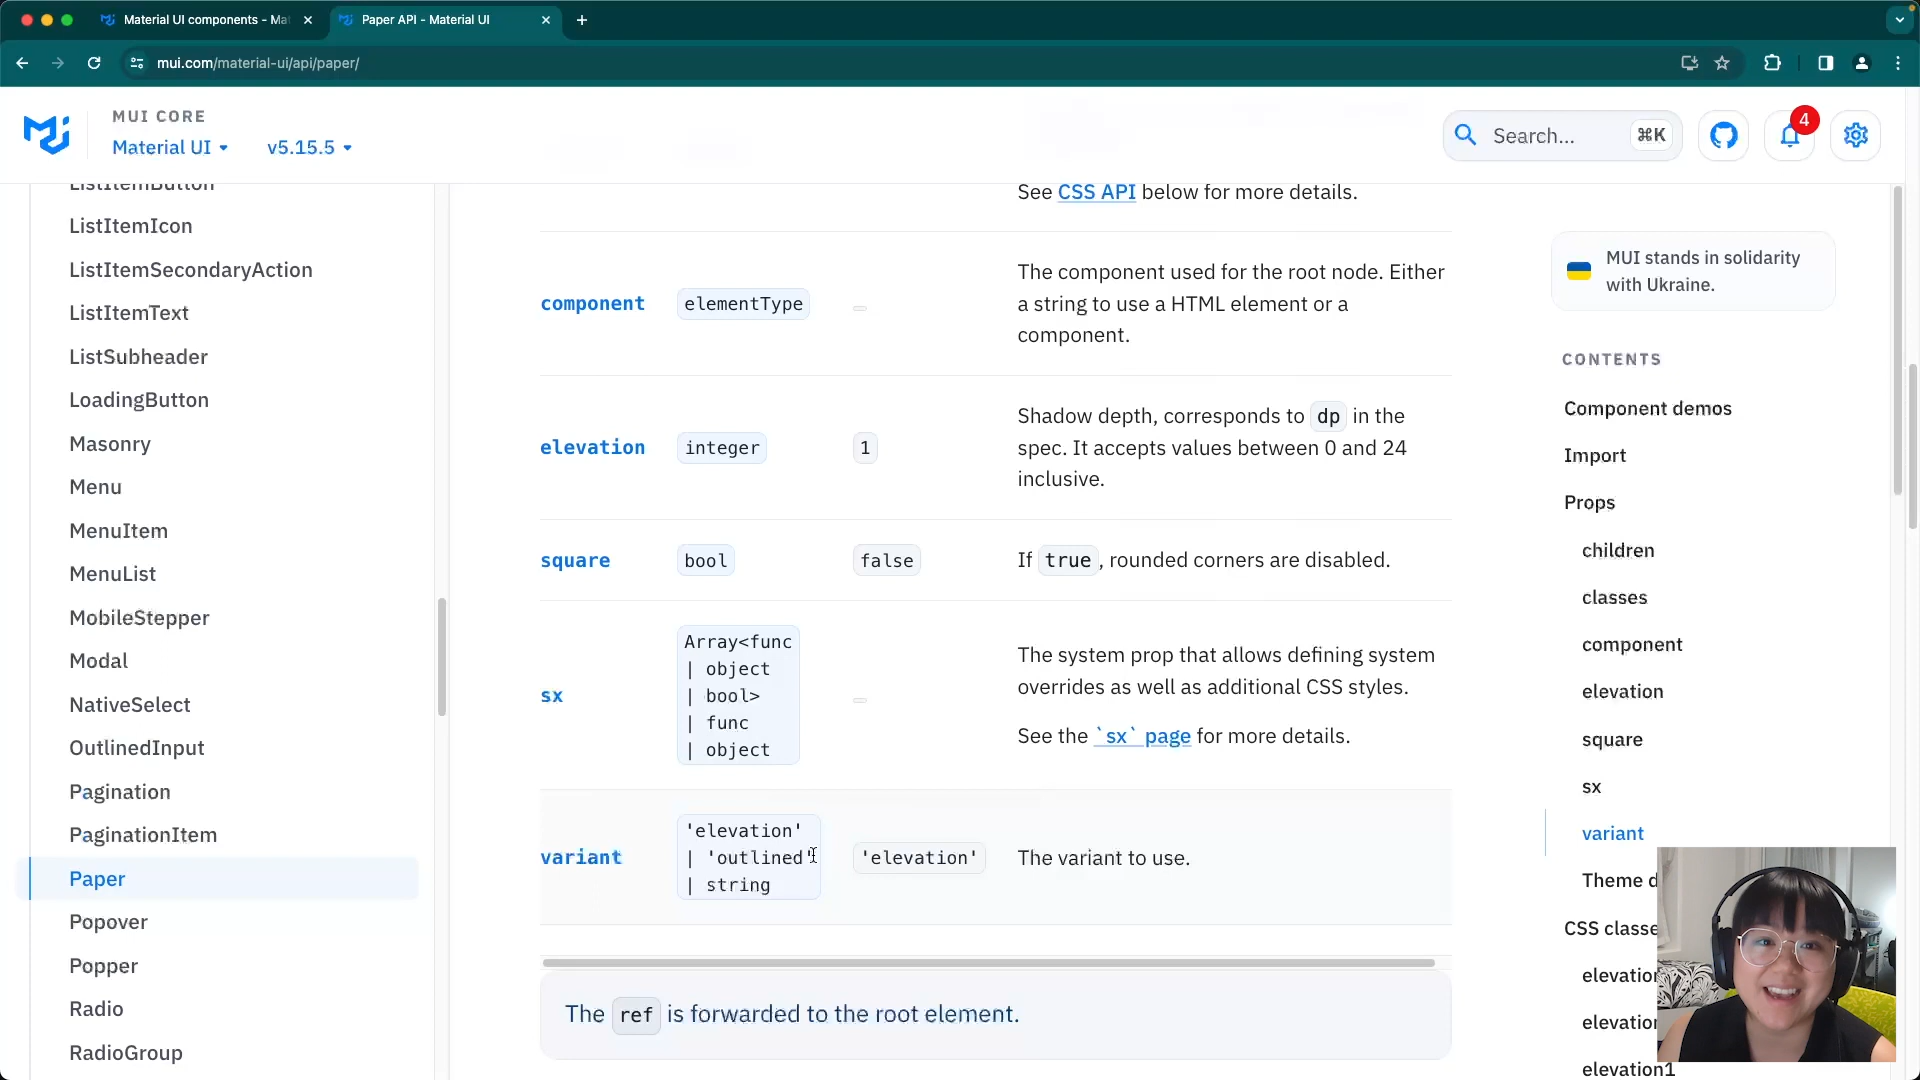 Material UI components - Mat
Paper API - Material UI
mui.com/material-ui/api/paper/
MUI CORE
Material UI
v5.15.5
Search...
⌘K
4
ListItemButton
ListItemIcon
ListItemSecondaryAction
ListItemText
ListSubheader
LoadingButton
Masonry
Menu
MenuItem
MenuList
MobileStepper
Modal
NativeSelect
OutlinedInput
Pagination
PaginationItem
Paper
Popover
Popper
Radio
RadioGroup
See CSS API below for more details.
component
elementType
The component used for the root node. Either
a string to use a HTML element or a
component.
elevation
integer
1
Shadow depth, corresponds to dp in the
spec. It accepts values between 0 and 24
inclusive.
square
bool
false
If true, rounded corners are disabled.
sx
Array<func
| object
| bool>
| func
| object
The system prop that allows defining system
overrides as well as additional CSS styles.
See the `sx` page for more details.
variant
'elevation'
| 'outlined'
| string
'elevation'
The variant to use.
The ref is forwarded to the root element.
MUI stands in solidarity
with Ukraine.
CONTENTS
Component demos
Import
Props
children
classes
component
elevation
square
sx
variant
Theme d
CSS classe
elevation
elevation
elevation1